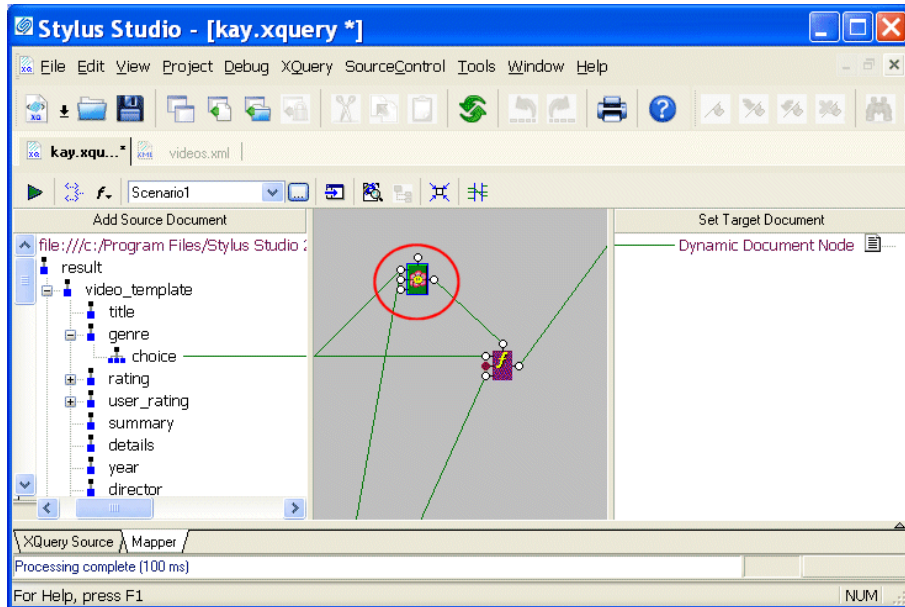 Stylus Studio - [kay.xquery *]
File Edit View Project Debug XQuery SourceControl Tools Window Help
kay.xqu...* videos.xml
Scenario1
Add Source Document
Set Target Document
file:///c:/Program Files/Stylus Studio
Dynamic Document Node
result
video_template
title
genre
choice
rating
user_rating
summary
details
year
director
XQuery Source Mapper
Processing complete (100 ms)
For Help, press F1
NUM